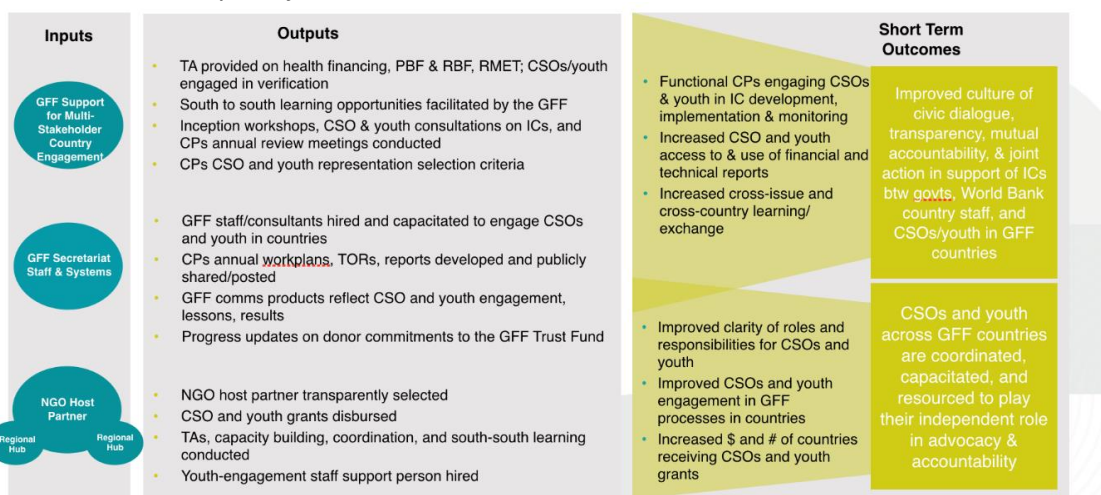 Inputs
GFF Support
for Multi-
Stakeholder
Country
Engagement
GFF Secretariat
Staff & Systems
NGO Host
Partner
Regional
Hub
Regional
Hub
Outputs
• TA provided on health financing, PBF & RBF, RMET; CSOs/youth
engaged in verification
• South to south learning opportunities facilitated by the GFF
• Inception workshops, CSO & youth consultations on ICs, and
CPs annual review meetings conducted
• CPs CSO and youth representation selection criteria
• GFF staff/consultants hired and capacitated to engage CSOs
and youth in countries
• CPs annual workplans, TORs, reports developed and publicly
shared/posted
• GFF comms products reflect CSO and youth engagement,
lessons, results
• Progress updates on donor commitments to the GFF Trust Fund
• NGO host partner transparently selected
• CSO and youth grants disbursed
• TAs, capacity building, coordination, and south-south learning
conducted
• Youth-engagement staff support person hired
Short Term
Outcomes
• Functional CPs engaging CSOs
& youth in IC development,
implementation & monitoring
• Increased CSO and youth
access to & use of financial and
technical reports
• Increased cross-issue and
cross-country learning/
exchange
• Improved clarity of roles and
responsibilities for CSOs and
youth
• Improved CSOs and youth
engagement in GFF
processes in countries
• Increased $ and # of countries
receiving CSOs and youth
grants
Improved culture of
civic dialogue,
transparency, mutual
accountability, & joint
action in support of ICs
btw govts, World Bank
country staff, and
CSOs/youth in GFF
countries
CSOs and youth
across GFF countries
are coordinated,
capacitated, and
resourced to play
their independent role
in advocacy &
accountability